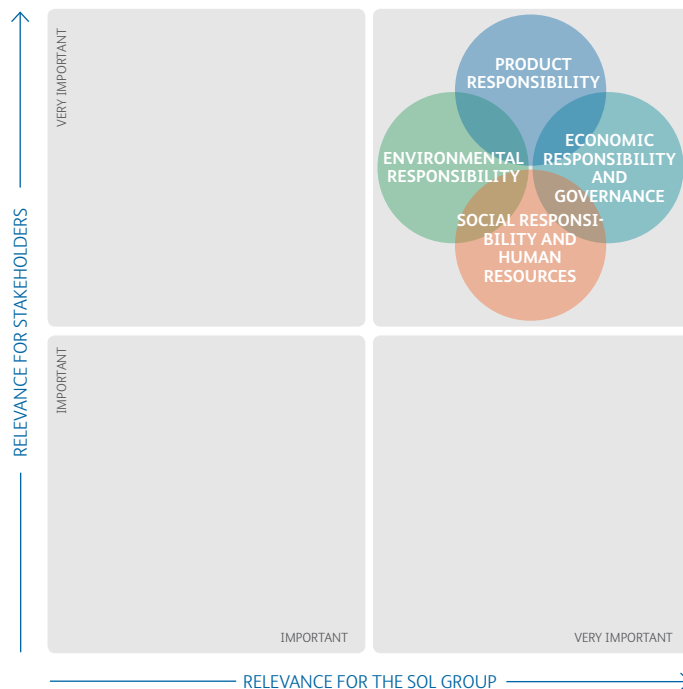 RELEVANCE FOR STAKEHOLDERS
VERY IMPORTANT
PRODUCT
RESPONSIBILITY
ENVIRONMENTAL
RESPONSIBILITY
ECONOMIC
RESPONSIBILITY
AND
GOVERNANCE
SOCIAL RESPONSI-
BILITY AND
HUMAN
RESOURCES
IMPORTANT
IMPORTANT
VERY IMPORTANT
RELEVANCE FOR THE SOL GROUP